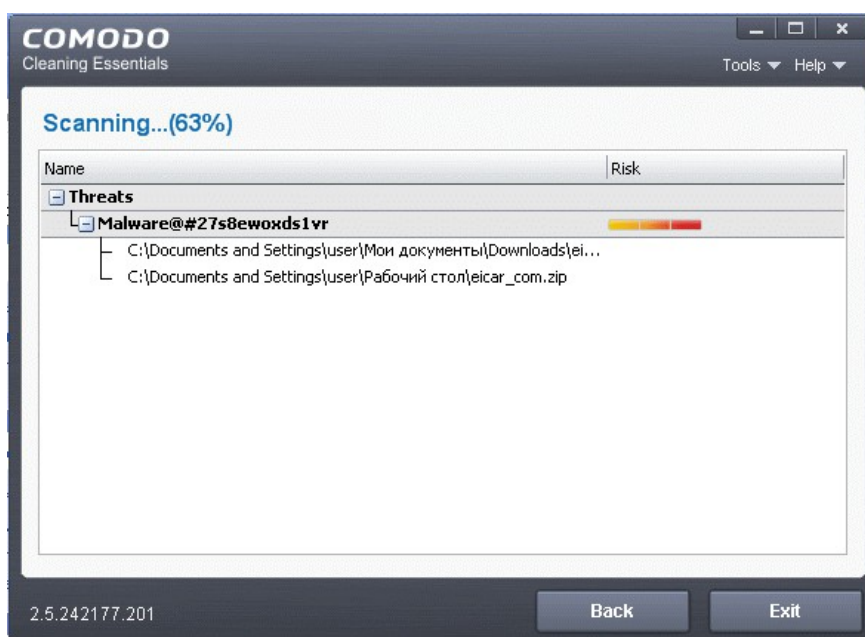 COMODO
Cleaning Essentials
Tools Help
Scanning...(63%)
Name Risk
Threats
Malware@#27s8ewoxds1vr
C:\Documents and Settings\user\Мои документы\Downloads\ei...
C:\Documents and Settings\user\Рабочий стол\eicar_com.zip
2.5.242177.201 Back Exit